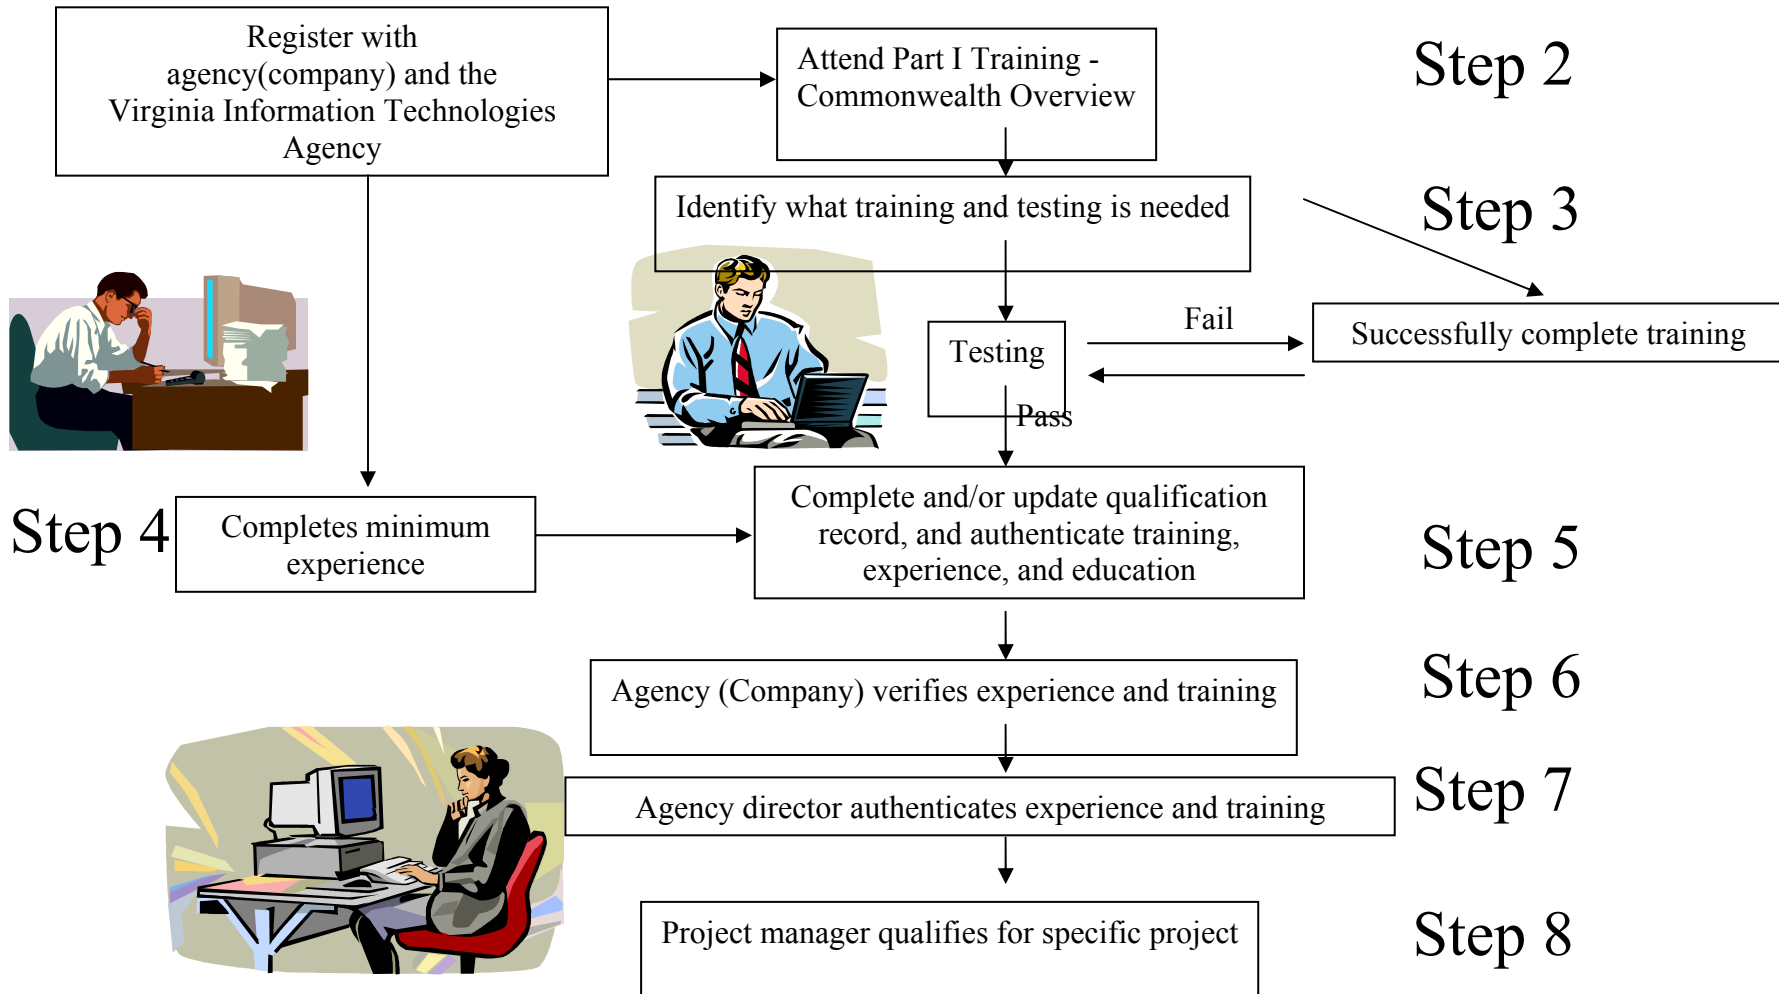 Register with
agency(company) and the
Virginia Information Technologies
Agency
Attend Part I Training -
Commonwealth Overview
Step 2
Identify what training and testing is needed
Step 3
Testing
Fail
Successfully complete training
Pass
Step 4
Completes minimum
experience
Complete and/or update qualification
record, and authenticate training,
experience, and education
Step 5
Agency (Company) verifies experience and training
Step 6
Agency director authenticates experience and training
Step 7
Project manager qualifies for specific project
Step 8